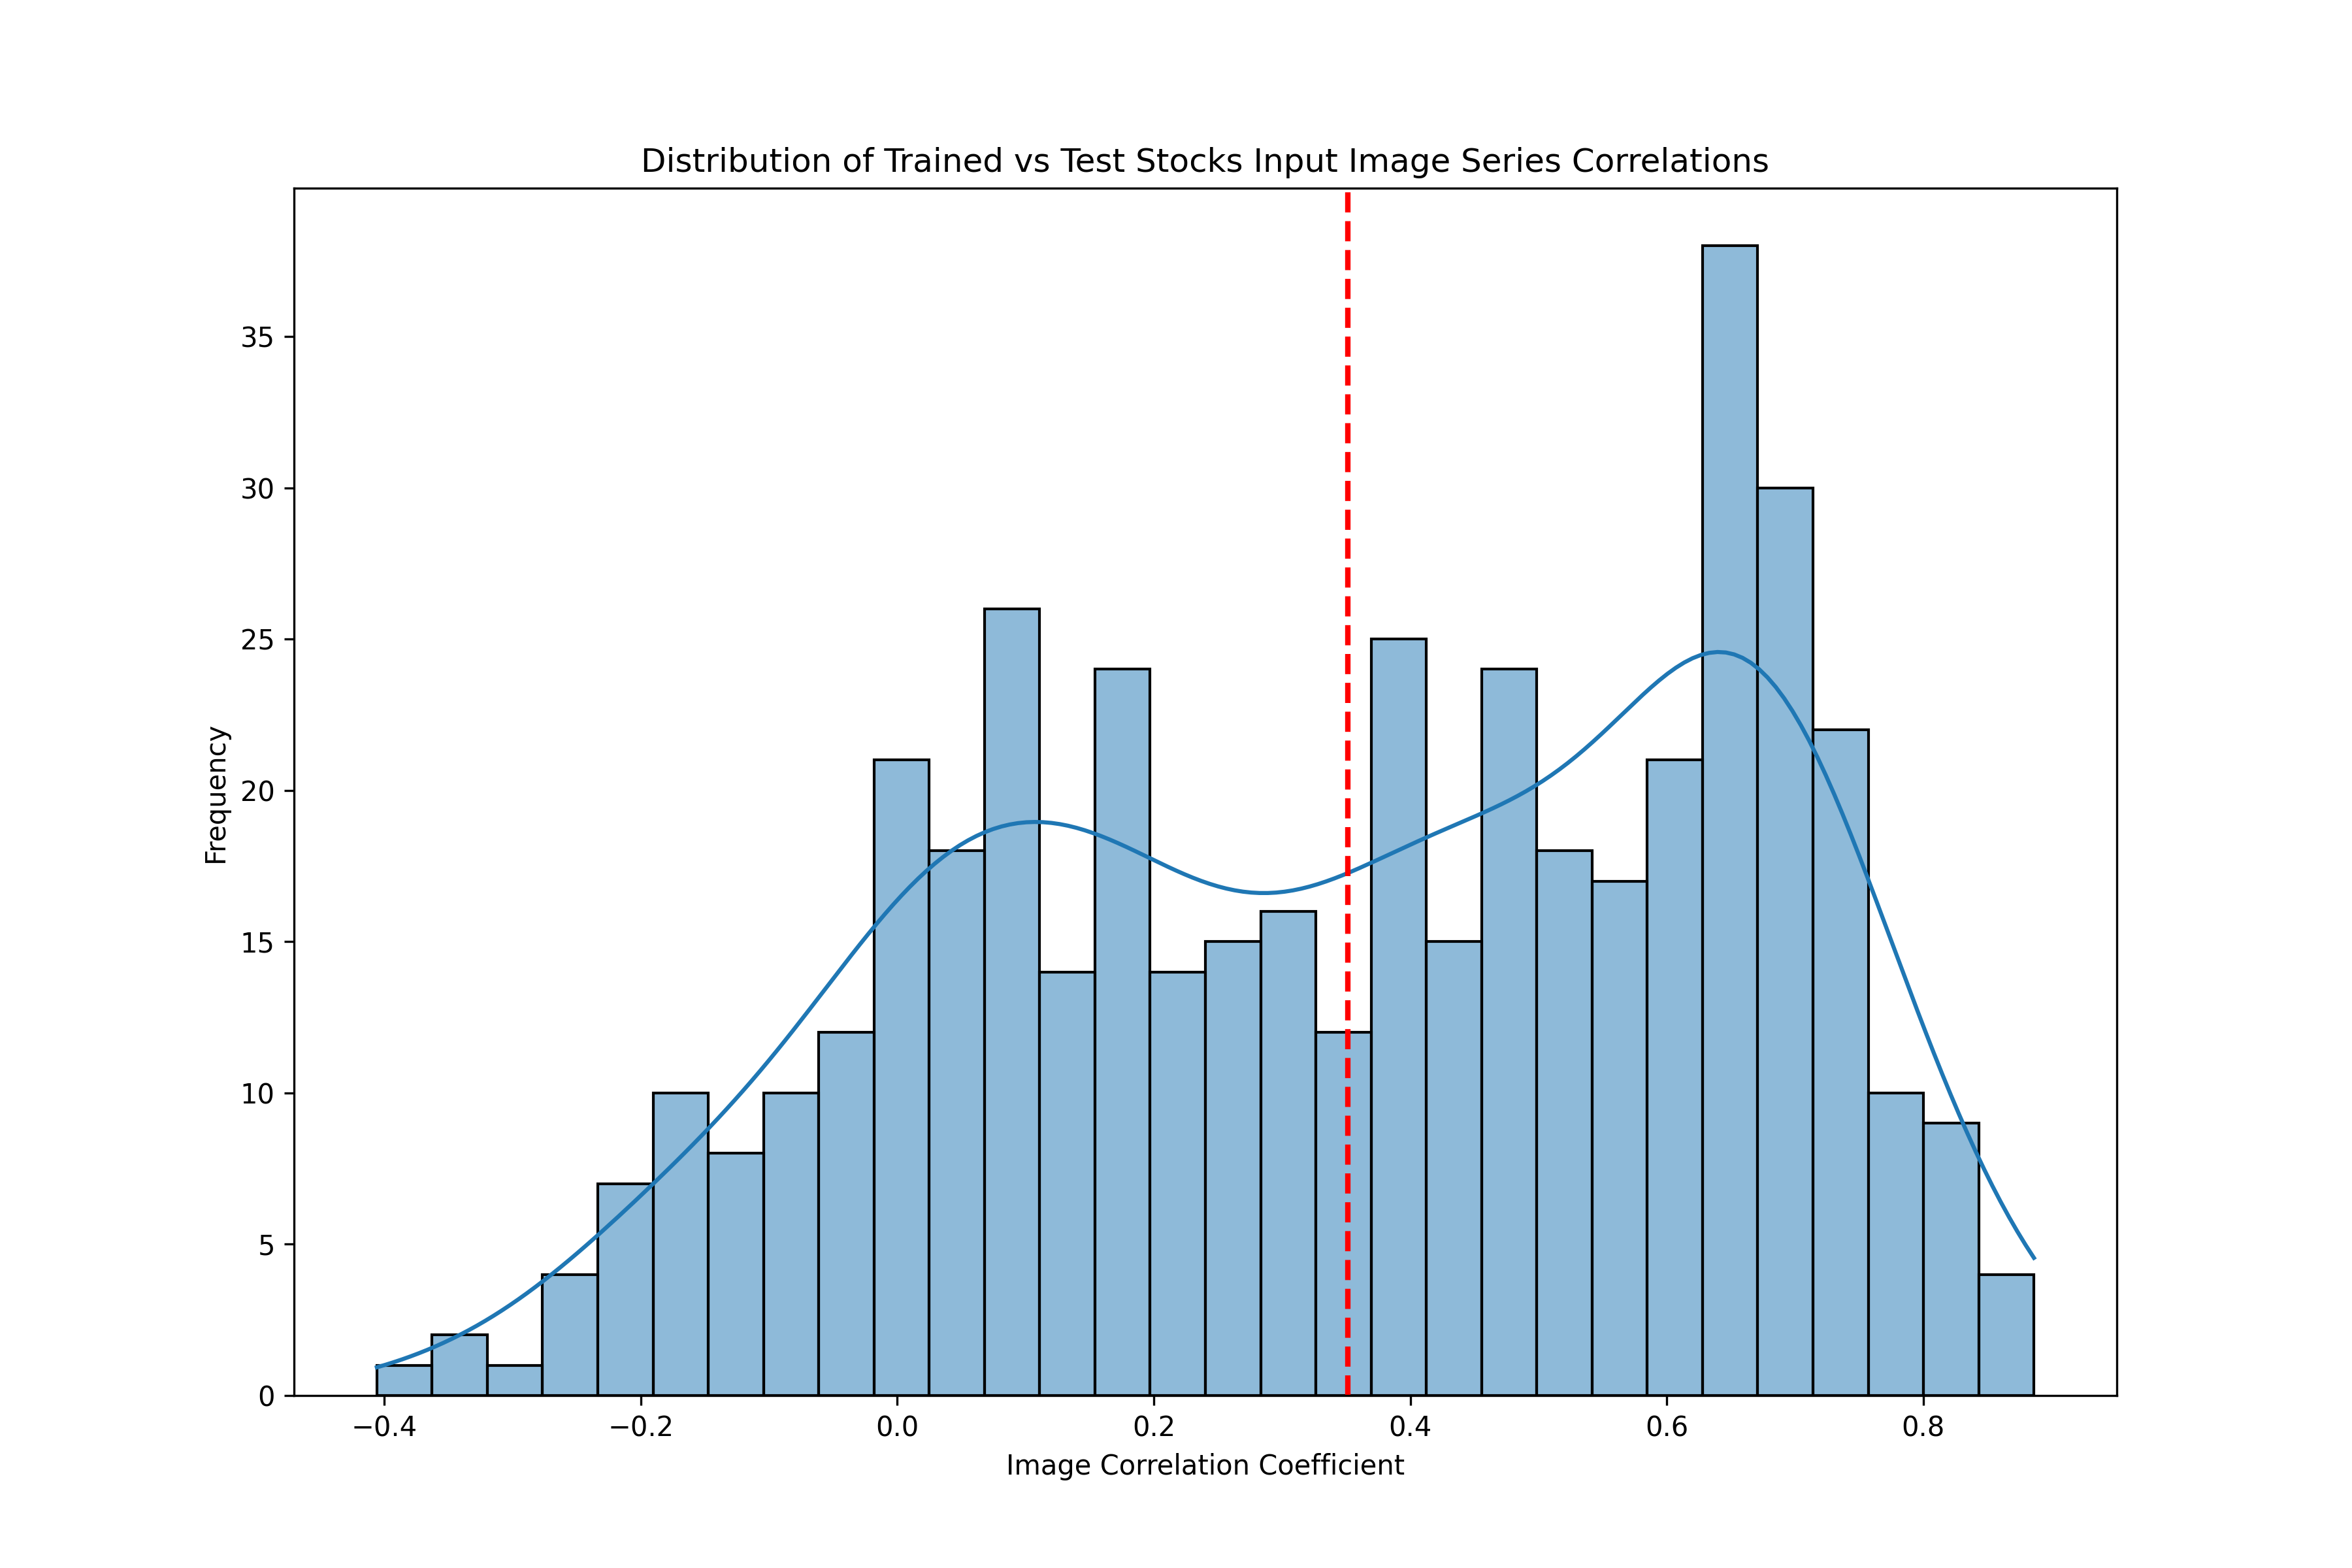 Distribution of Trained vs Test Stocks Input Image Series Correlations
35
30
25
20
15
10
5
0
Frequency
−0.4 −0.2 0.0 0.2 0.4 0.6 0.8
Image Correlation Coefficient